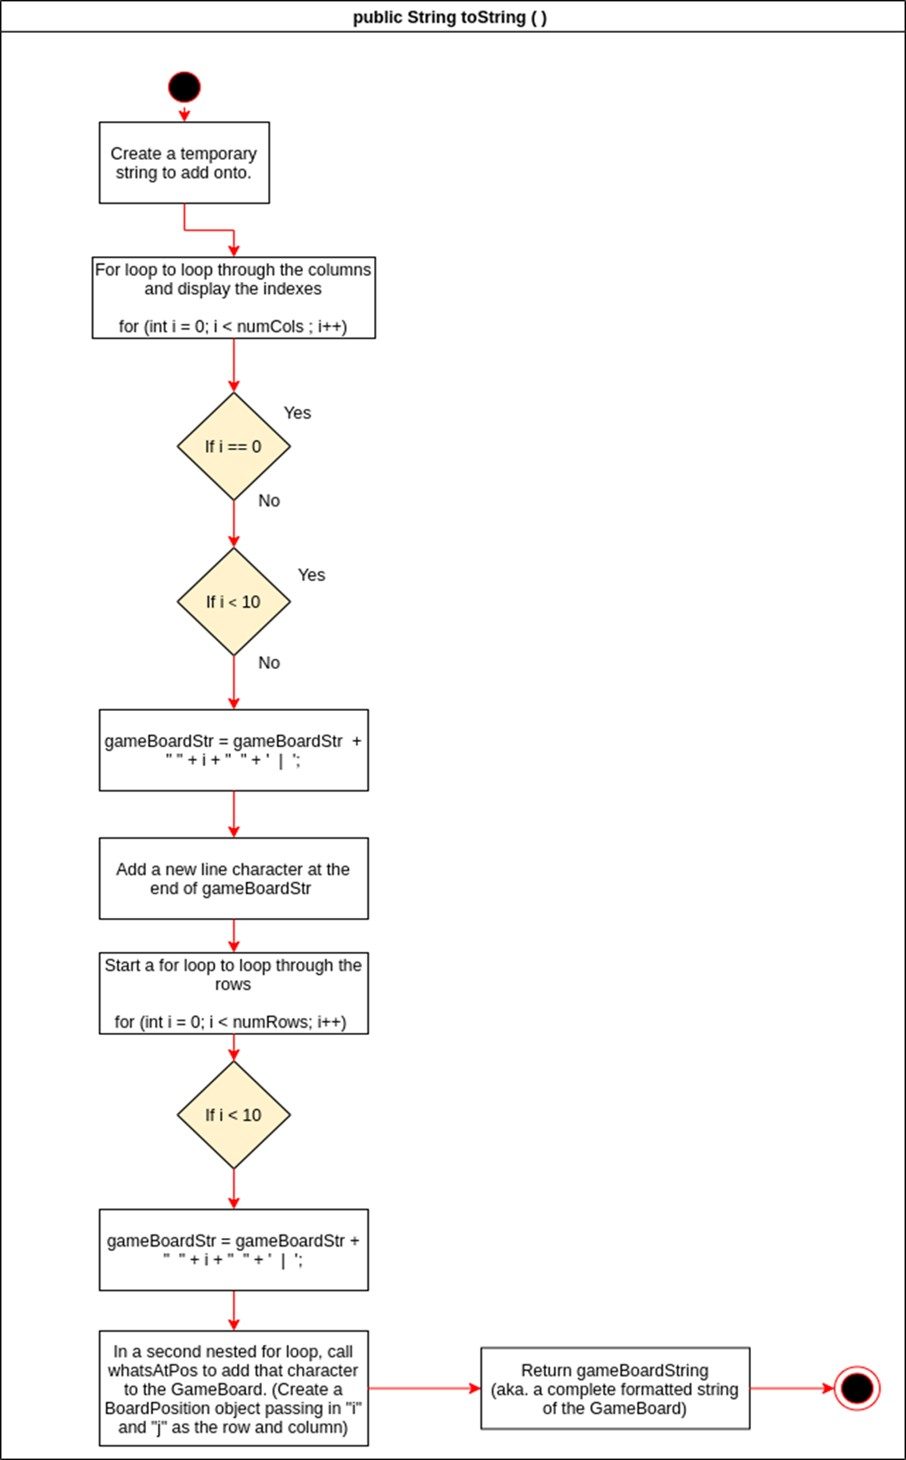 public String toString ( )
Create a temporary
string to add onto.
For loop to loop through the columns
and display the indexes
for (int i = 0; i < numCols ; i++)
Yes
If i == 0
No
Yes
If i < 10
No
gameBoardStr = gameBoardStr  +
" " + i + "  " + '  |  ';
Add a new line character at the
end of gameBoardStr
Start a for loop to loop through the
rows
for (int i = 0; i < numRows; i++)
If i < 10
gameBoardStr = gameBoardStr +
"  " + i + "  " + '  |  ';
In a second nested for loop, call
whatsAtPos to add that character
to the GameBoard. (Create a
BoardPosition object passing in "i"
and "j" as the row and column)
Return gameBoardString
(aka. a complete formatted string
of the GameBoard)